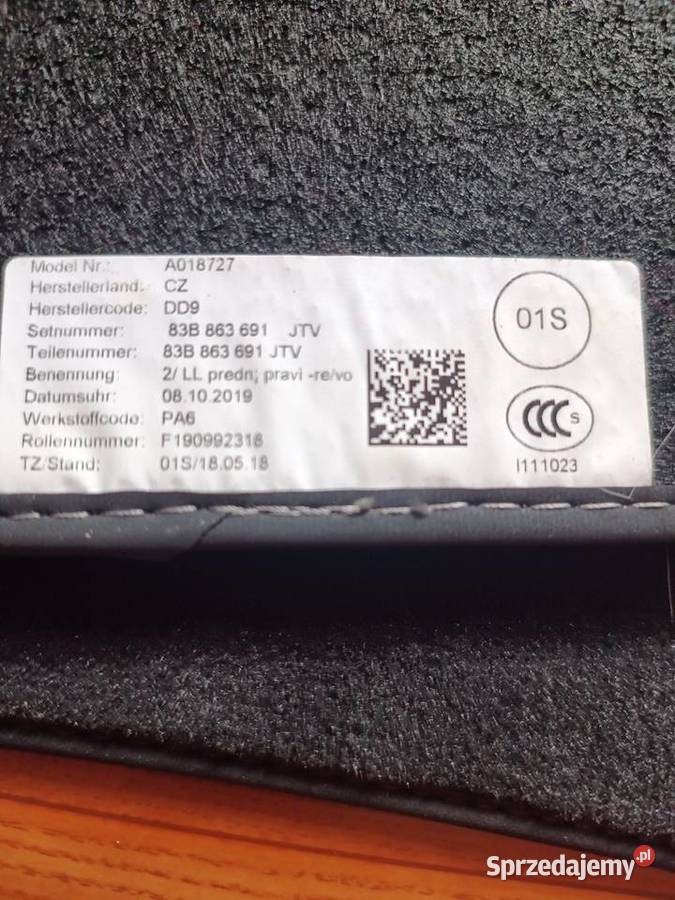 Model Nr.: A018727
Herstellerland: CZ
Herstellercode: DD9
Setnummer: 83B 863 691 JTV
Teilenummer: 83B 863 691 JTV
Benennung: 2/ LL predn; pravi -re/vo
Datumsuhr: 08.10.2019
Werkstoffcode: PA6
Rollennummer: F190992318
TZ/Stand: 01S/18.05.18
01S
CCC S
I111023
Sprzedajemy.pl